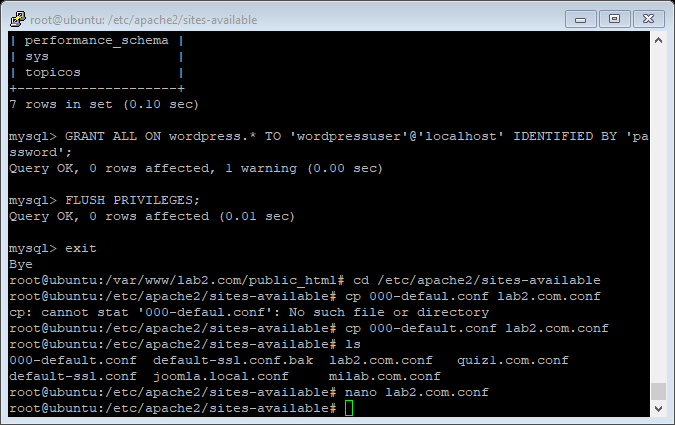 root@ubuntu: /etc/apache2/sites-available
| performance_schema |
| sys                |
| topicos            |
+--------------------+
7 rows in set (0.10 sec)
mysql> GRANT ALL ON wordpress.* TO 'wordpressuser'@'localhost' IDENTIFIED BY 'pa
ssword';
Query OK, 0 rows affected, 1 warning (0.00 sec)
mysql> FLUSH PRIVILEGES;
Query OK, 0 rows affected (0.01 sec)
mysql> exit
Bye
root@ubuntu:/var/www/lab2.com/public_html# cd /etc/apache2/sites-available
root@ubuntu:/etc/apache2/sites-available# cp 000-defaul.conf lab2.com.conf
cp: cannot stat '000-defaul.conf': No such file or directory
root@ubuntu:/etc/apache2/sites-available# cp 000-default.conf lab2.com.conf
root@ubuntu:/etc/apache2/sites-available# ls
000-default.conf  default-ssl.conf.bak  lab2.com.conf   quiz1.com.conf
default-ssl.conf  joomla.local.conf     milab.com.conf
root@ubuntu:/etc/apache2/sites-available# nano lab2.com.conf
root@ubuntu:/etc/apache2/sites-available#